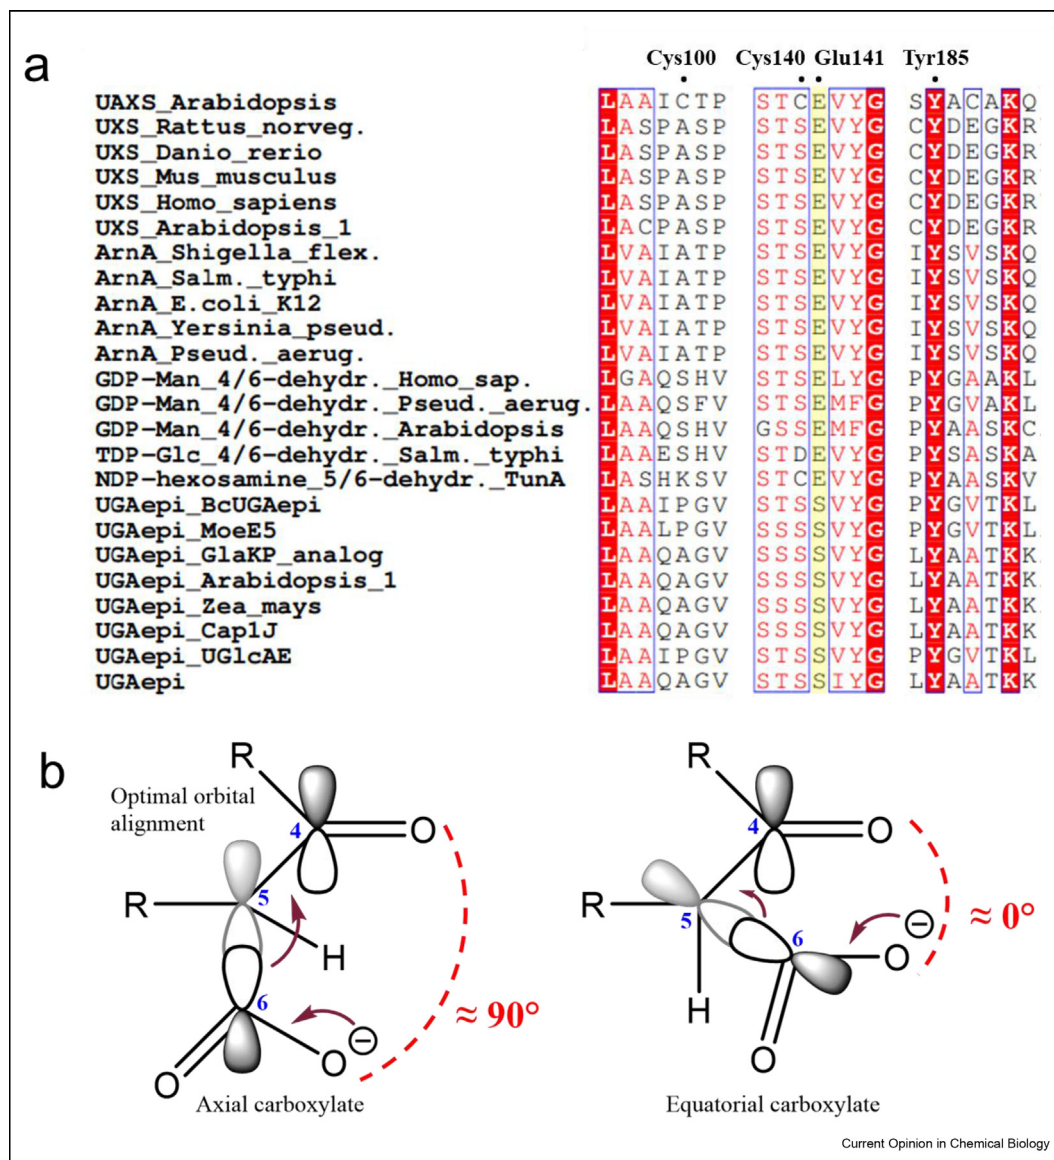 a
Cys100 Cys140 Glu141 Tyr185
UAXS_Arabidopsis LAAICTP STCEVYG SYACAKQ
UXS_Rattus_norveg. LASPASP STSEVYG CYDEGKR
UXS_Danio_rerio LASPASP STSEVYG CYDEGKR
UXS_Mus_musculus LASPASP STSEVYG CYDEGKR
UXS_Homo_sapiens LASPASP STSEVYG CYDEGKR
UXS_Arabidopsis_1 LACPASP STSEVYG CYDEGKR
ArnA_Shigella_flex. LVAIATP STSEVYG IYSVSKQ
ArnA_Salm._typhi LVAIATP STSEVYG IYSVSKQ
ArnA_E.coli_K12 LVAIATP STSEVYG IYSVSKQ
ArnA_Yersinia_pseud. LVAIATP STSEVYG IYSVSKQ
ArnA_Pseud._aerug. LVAIATP STSEVYG IYSVSKQ
GDP-Man_4/6-dehydr._Homo_sap. LGAQSHV STSELYG PYGAAKL
GDP-Man_4/6-dehydr._Pseud._aerug. LAAQSFV STSEMFG PYGVAKL
GDP-Man_4/6-dehydr._Arabidopsis LAAQSHV GSSEMFG PYAASKC
TDP-Glc_4/6-dehydr._Salm._typhi LAAESHV STDEVYG PYSASKA
NDP-hexosamine_5/6-dehydr._TunA LASHKSV STCEVYG PYAASKV
UGAepi_BcUGAepi LAAIPGV STSSVYG PYGVTKL
UGAepi_MoeE5 LAALPGV SSSSVYG PYGVTKL
UGAepi_GlaKP_analog LAAQAGV SSSSVYG LYAATKK
UGAepi_Arabidopsis_1 LAAQAGV SSSSVYG LYAATKK
UGAepi_Zea_mays LAAQAGV SSSSVYG LYAATKK
UGAepi_Cap1J LAAQAGV SSSSVYG LYAATKK
UGAepi_UGlcAE LAAIPGV STSSVYG PYGVTKL
UGAepi LAAQAGV STSSIYG LYAATKK
b
Optimal orbital
alignment
R
4
O
R
5
H
6
O
O
≈ 90°
Axial carboxylate
R
4
O
R
5
6
H
O
O
≈ 0°
Equatorial carboxylate
Current Opinion in Chemical Biology